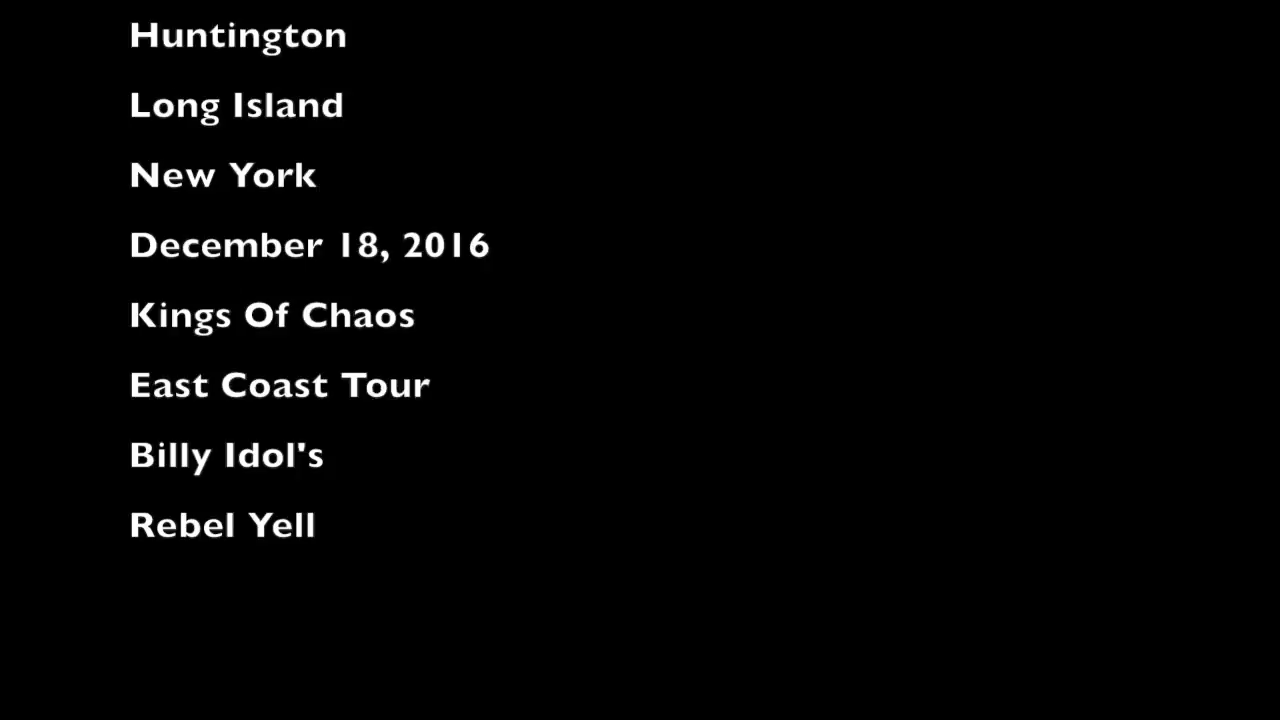 Huntington
Long Island
New York
December 18, 2016
Kings Of Chaos
East Coast Tour
Billy Idol's
Rebel Yell